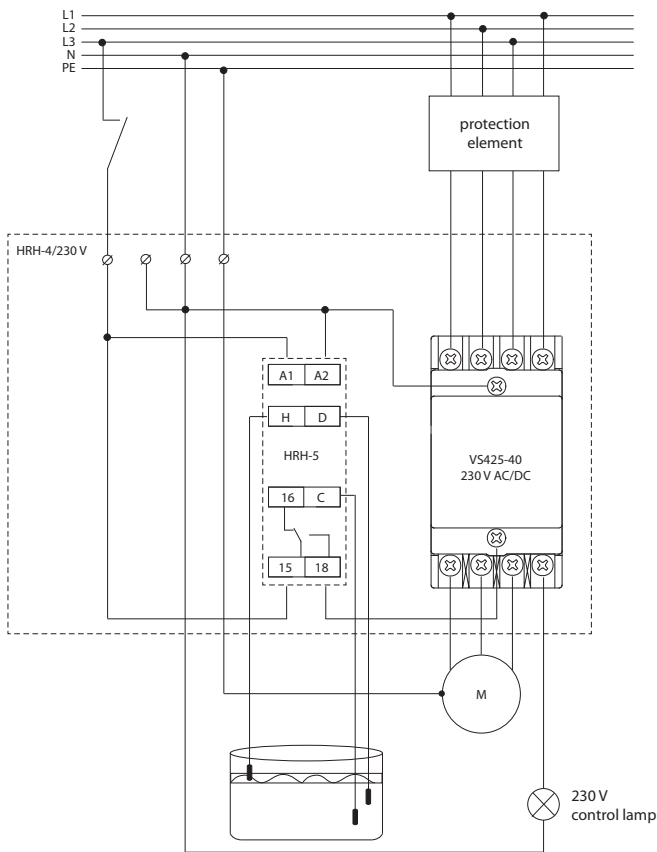 L1
L2
L3
N
PE
protection
element
HRH-4/230 V
A1 A2
H D
HRH-5
16 C
15 18
VS425-40
230 V AC/DC
M
230 V
control lamp